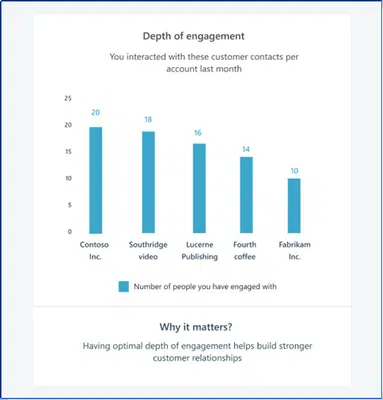 Depth of engagement
You interacted with these customer contacts per
account last month
25
20
15
10
5
0
20
18
16
14
10
Contoso
Inc.
Southridge
video
Lucerne
Publishing
Fourth
coffee
Fabrikam
Inc.
Number of people you have engaged with
Why it matters?
Having optimal depth of engagement helps build stronger
customer relationships